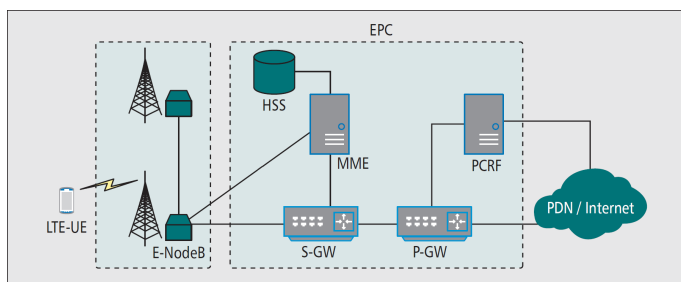 EPC
HSS
MME
PCRF
PDN / Internet
LTE-UE
E-NodeB
S-GW
P-GW